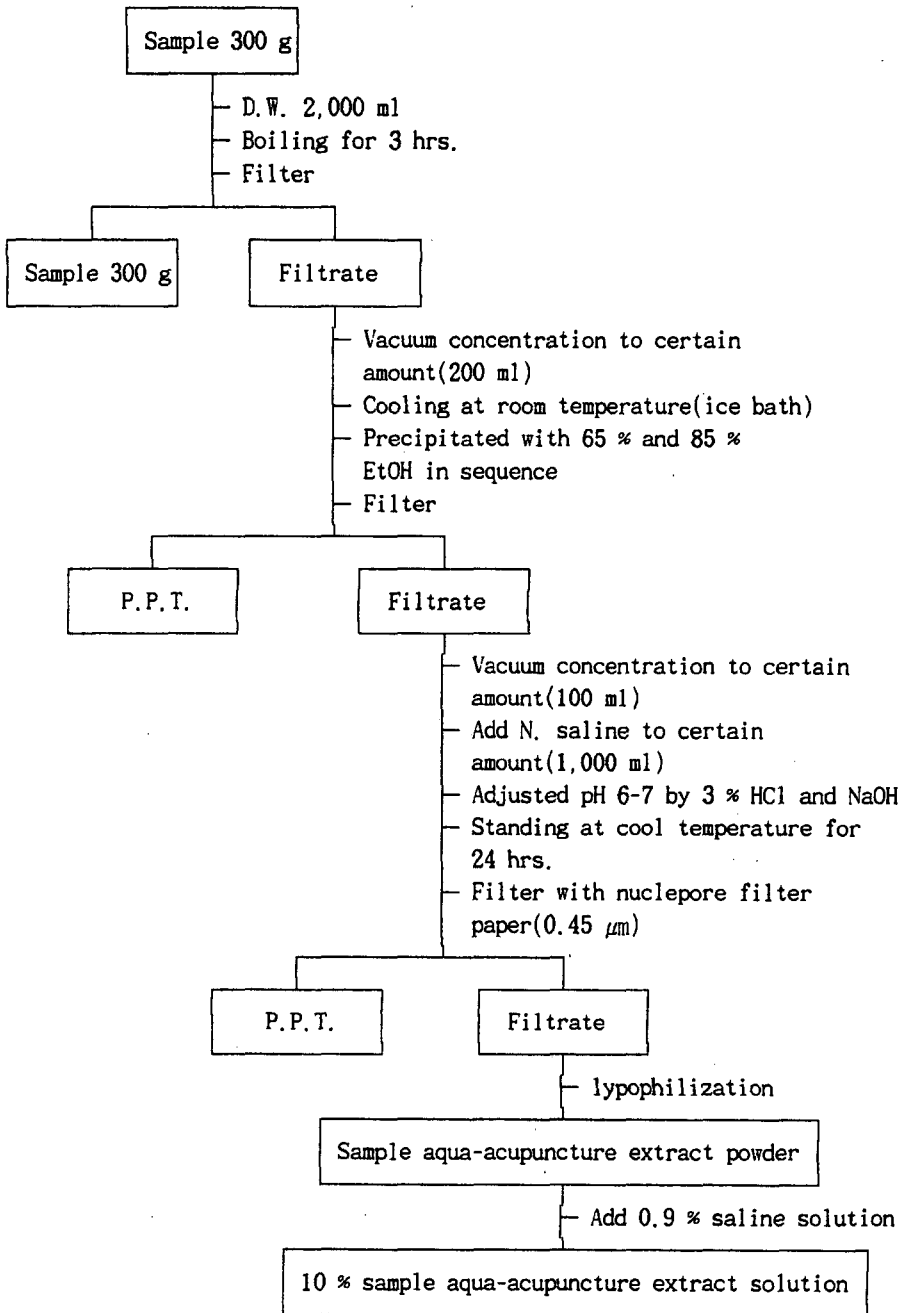 Sample 300 g
D.W. 2,000 ml
Boiling for 3 hrs.
Filter
Sample 300 g
Filtrate
Vacuum concentration to certain
amount(200 ml)
Cooling at room temperature(ice bath)
Precipitated with 65 % and 85 %
EtOH in sequence
Filter
P.P.T.
Filtrate
Vacuum concentration to certain
amount(100 ml)
Add N. saline to certain
amount(1,000 ml)
Adjusted pH 6-7 by 3 % HCl and NaOH
Standing at cool temperature for
24 hrs.
Filter with nuclepore filter
paper(0.45 μm)
P.P.T.
Filtrate
lypophilization
Sample aqua-acupuncture extract powder
Add 0.9 % saline solution
10 % sample aqua-acupuncture extract solution